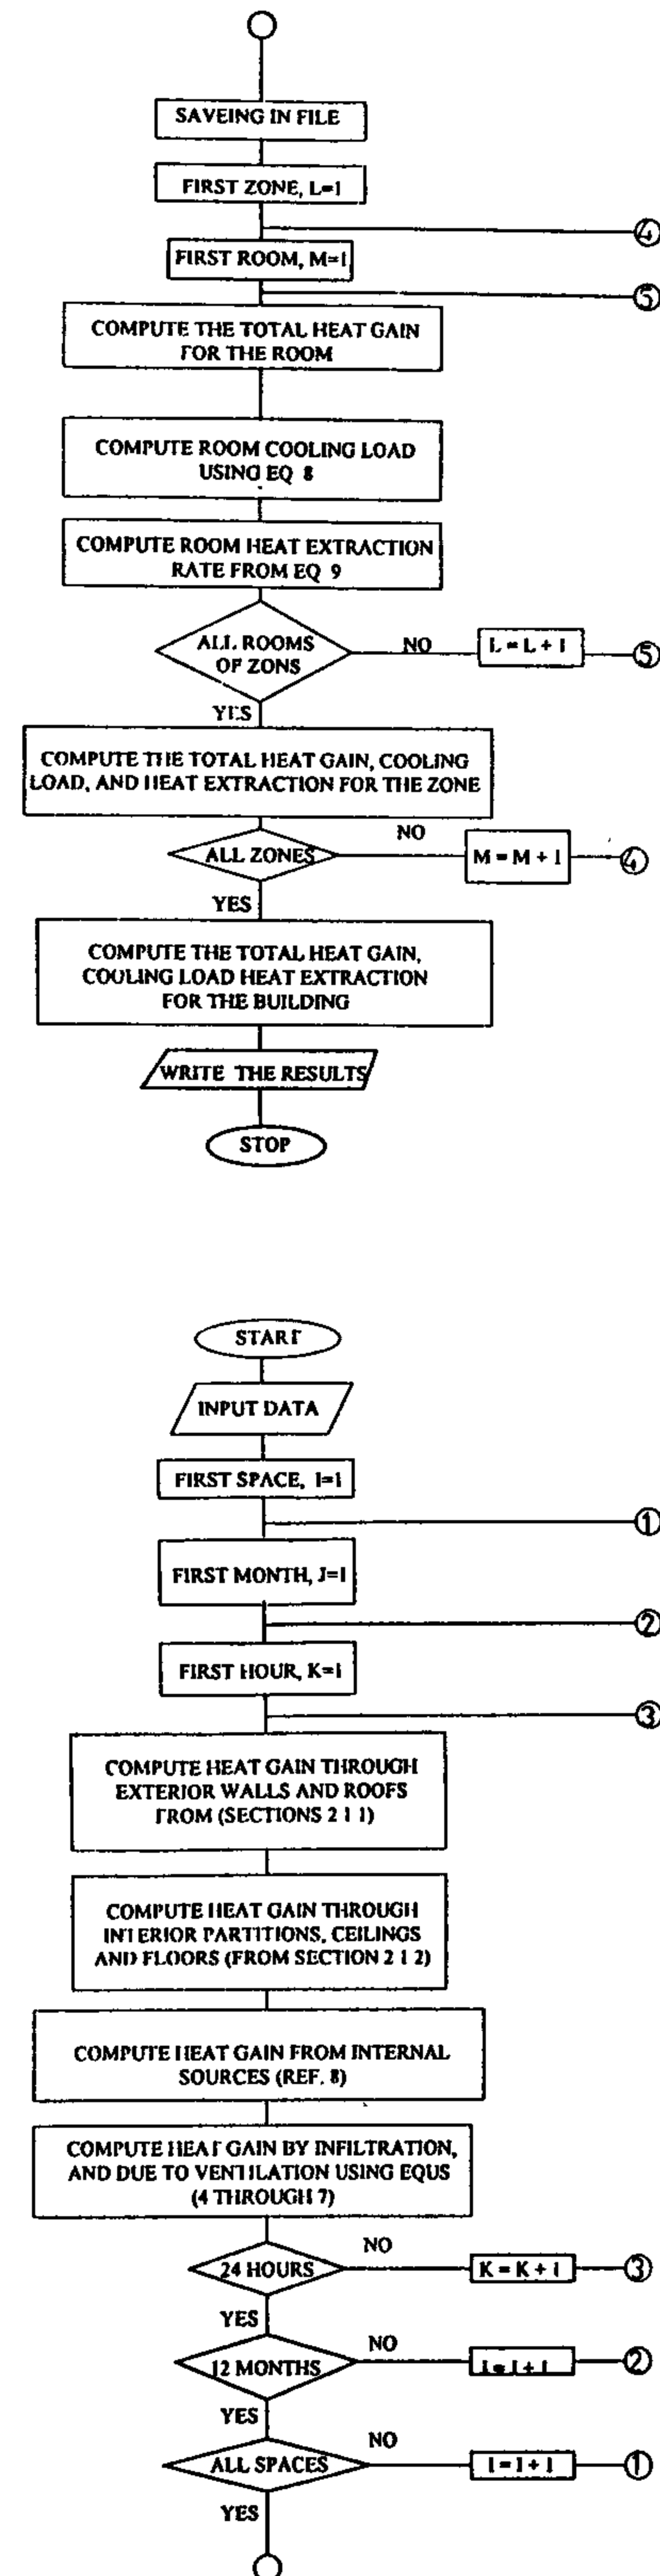 SAVEING IN FILE
FIRST ZONE, L=1
④
FIRST ROOM, M=1
⑤
COMPUTE THE TOTAL HEAT GAIN
FOR THE ROOM
COMPUTE ROOM COOLING LOAD
USING EQ 8
COMPUTE ROOM HEAT EXTRACTION
RATE FROM EQ 9
ALL ROOMS
OF ZONS
NO
L = L + 1
⑤
YES
COMPUTE THE TOTAL HEAT GAIN, COOLING
LOAD, AND HEAT EXTRACTION FOR THE ZONE
ALL ZONES
NO
M = M + 1
④
YES
COMPUTE THE TOTAL HEAT GAIN,
COOLING LOAD HEAT EXTRACTION
FOR THE BUILDING
WRITE THE RESULTS
STOP
START
INPUT DATA
FIRST SPACE, I=1
①
FIRST MONTH, J=1
②
FIRST HOUR, K=1
③
COMPUTE HEAT GAIN THROUGH
EXTERIOR WALLS AND ROOFS
FROM (SECTIONS 2 1 1)
COMPUTE HEAT GAIN THROUGH
INTERIOR PARTITIONS, CEILINGS
AND FLOORS (FROM SECTION 2 1 2)
COMPUTE HEAT GAIN FROM INTERNAL
SOURCES (REF. 8)
COMPUTE HEAT GAIN BY INFILTRATION,
AND DUE TO VENTILATION USING EQUS
(4 THROUGH 7)
24 HOURS
NO
K = K + 1
③
YES
12 MONTHS
NO
②
YES
ALL SPACES
NO
I = I + 1
①
YES